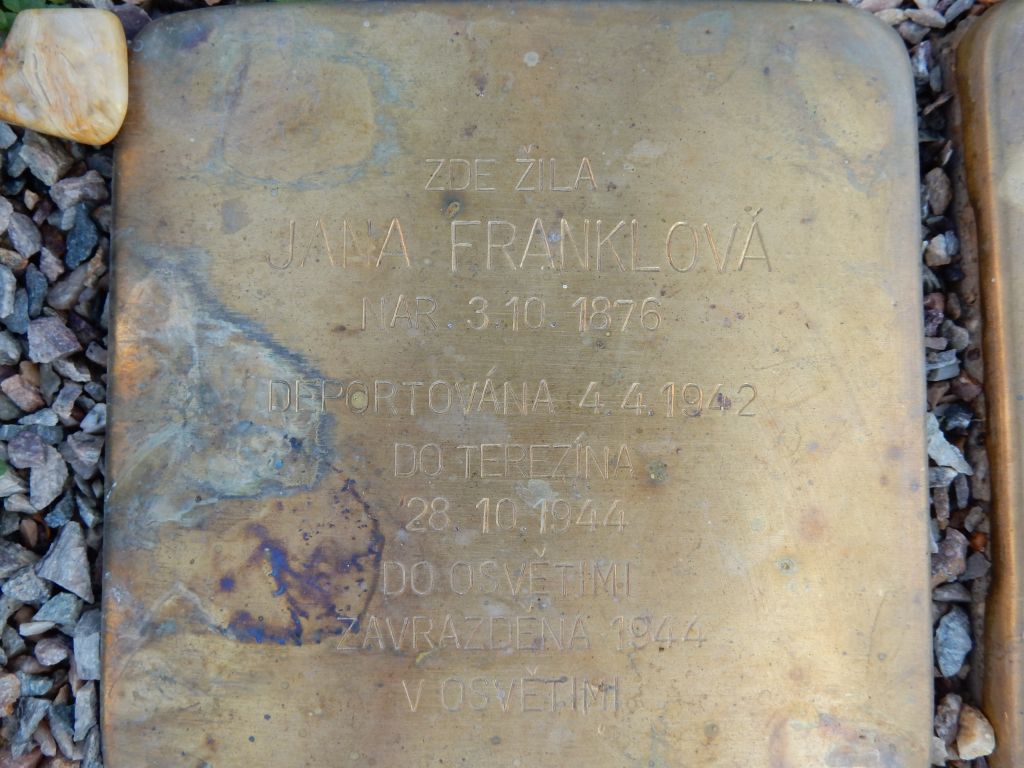 ZDE ŽILA
JANA FRANKLOVÁ
NAR. 3.10. 1876
DEPORTOVÁNA 4.4.1942
DO TEREZÍNA
28.10.1944
DO OSVĚTIMI
ZAVRAŽDĚNA 1944
V OSVĚTIMI